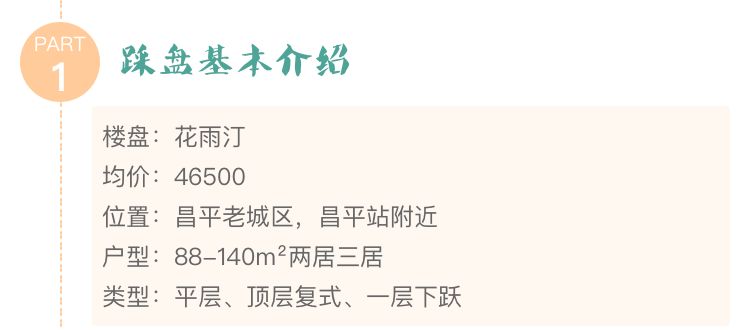 PART
1
踩盘基本介绍
楼盘：花雨汀
均价：46500
位置：昌平老城区，昌平站附近
户型：88-140m²两居三居
类型：平层、顶层复式、一层下跃